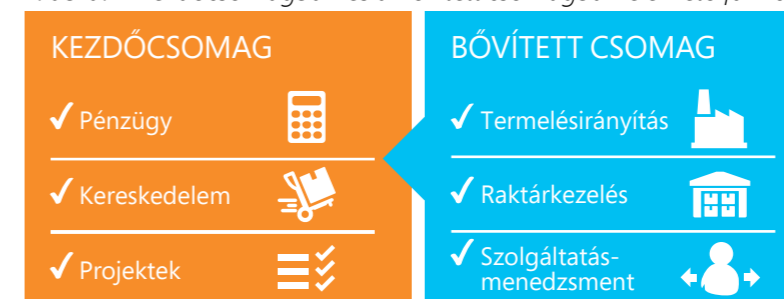 KEZDŐCSOMAG
✓ Pénzügy
✓ Kereskedelem
✓ Projektek
BŐVÍTETT CSOMAG
✓ Termelésirányítás
✓ Raktárkezelés
✓ Szolgáltatás-
menedzsment